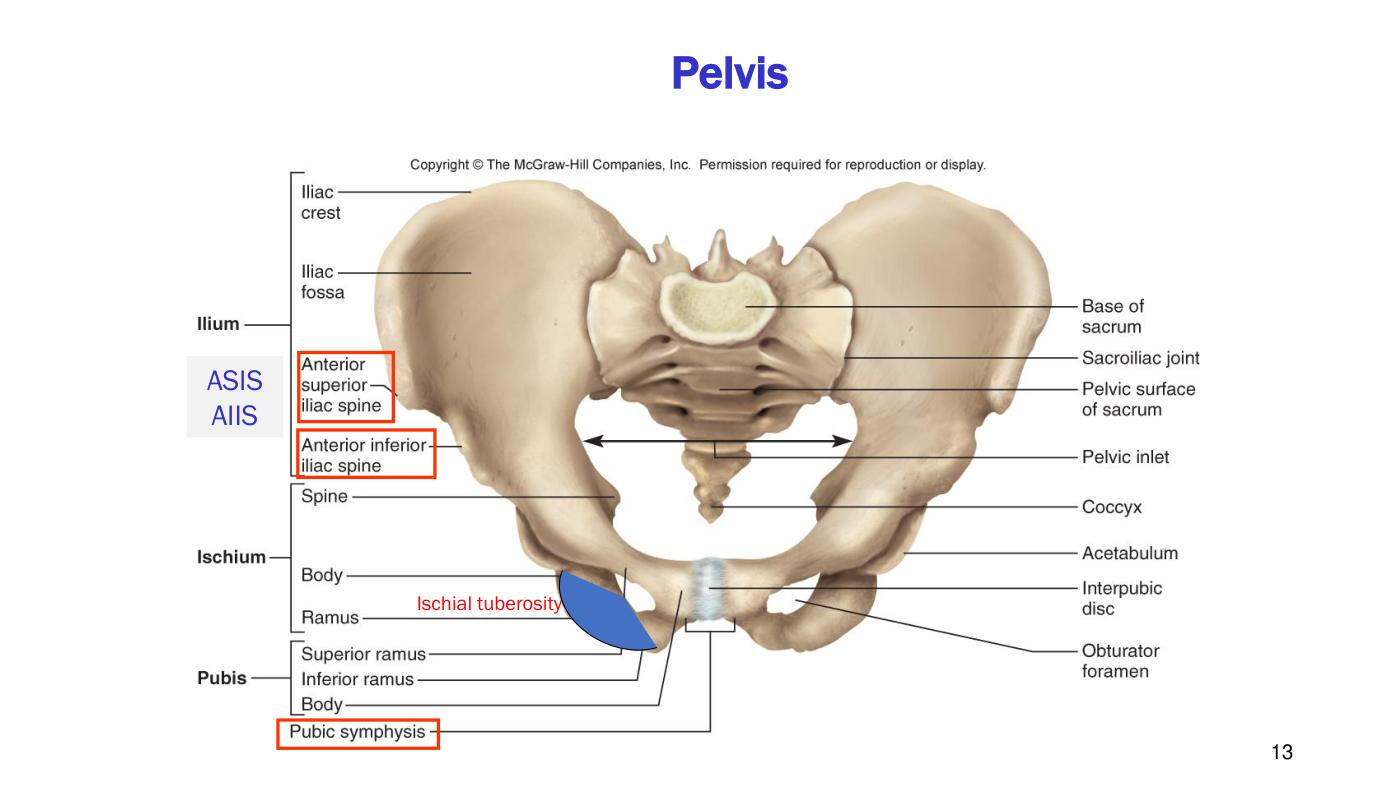 Pelvis
Copyright © The McGraw-Hill Companies, Inc. Permission required for reproduction or display.
Iliac
crest
Iliac
fossa
Ilium
ASIS
AIIS
Anterior
superior
iliac spine
Anterior inferior
iliac spine
Spine
Ischium
Body
Ischial tuberosity
Ramus
Superior ramus
Pubis
Inferior ramus
Body
Pubic symphysis
Base of
sacrum
Sacroiliac joint
Pelvic surface
of sacrum
Pelvic inlet
Coccyx
Acetabulum
Interpubic
disc
Obturator
foramen
13